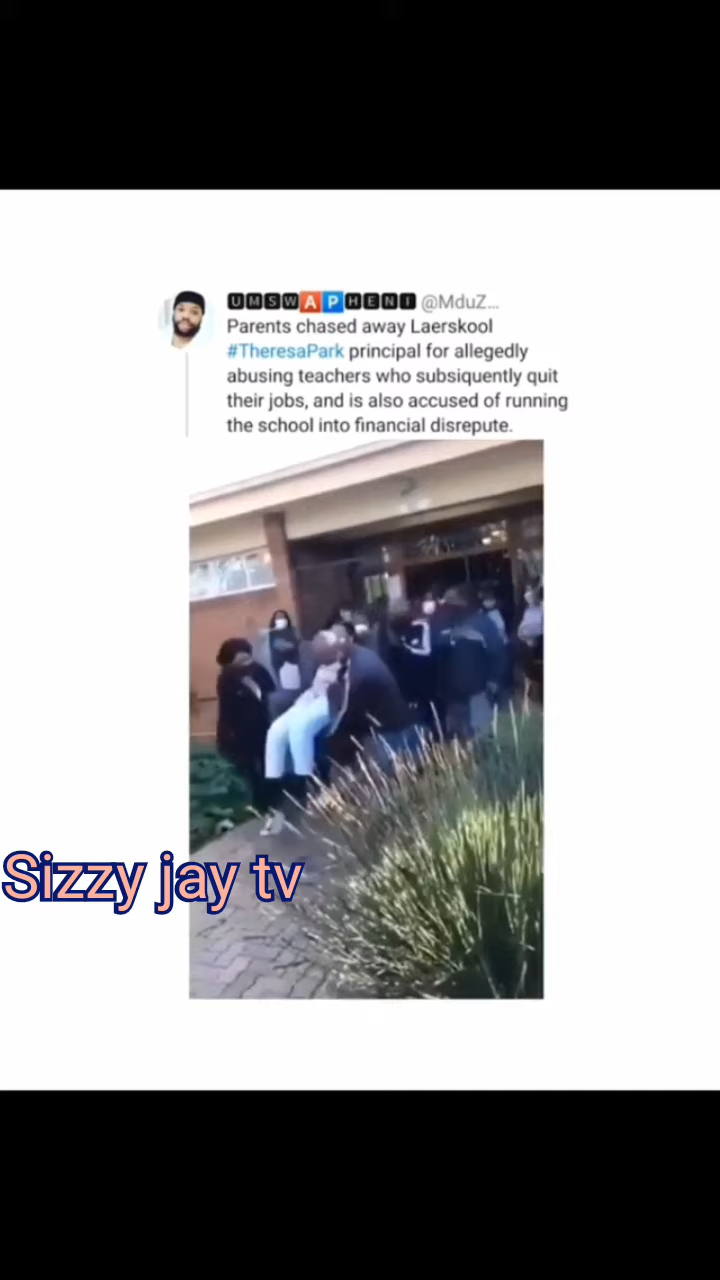 UMSWAPHENI @MduZ...
Parents chased away Laerskool
#TheresaPark principal for allegedly
abusing teachers who subsiquently quit
their jobs, and is also accused of running
the school into financial disrepute.
Sizzy jay tv